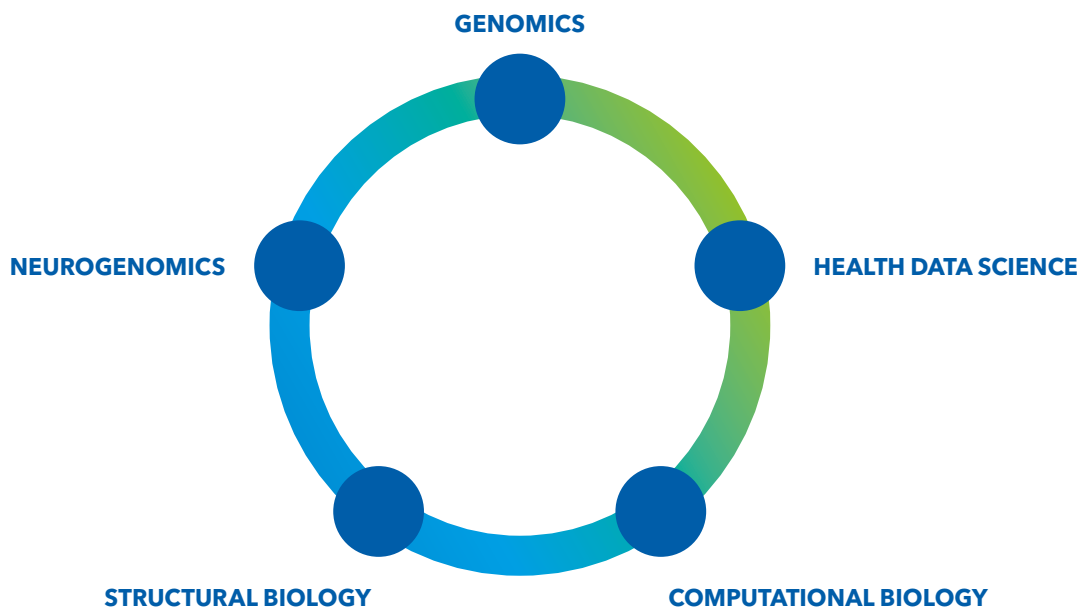 GENOMICS
NEUROGENOMICS
HEALTH DATA SCIENCE
STRUCTURAL BIOLOGY
COMPUTATIONAL BIOLOGY